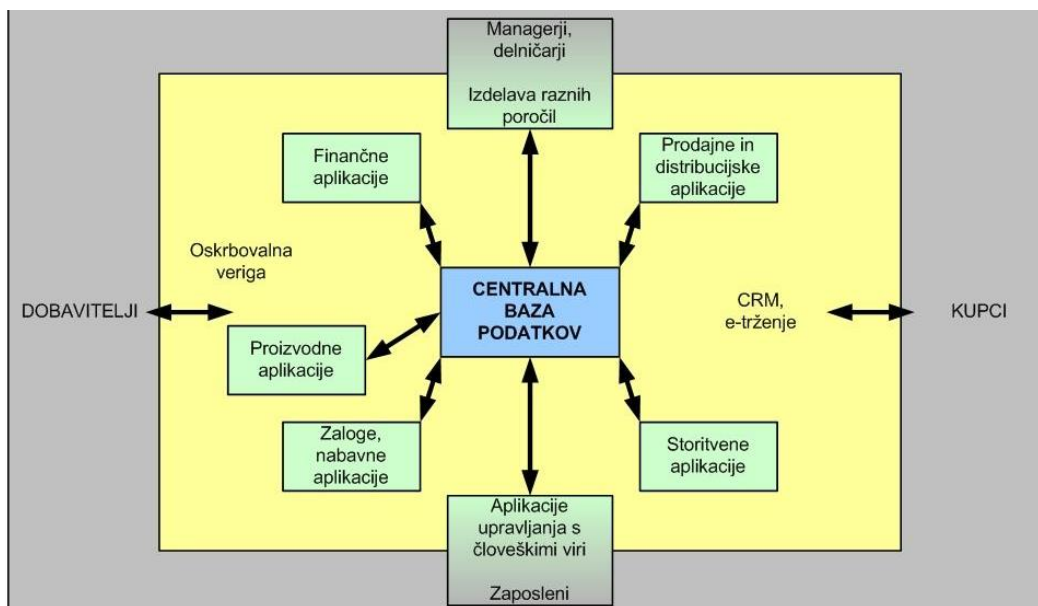 Managerji,
delničarji
Izdelava raznih
poročil
Finančne
aplikacije
Prodajne in
distribucijske
aplikacije
Oskrbovalna
veriga
DOBAVITELJI
CENTRALNA
BAZA
PODATKOV
CRM,
e-trženje
KUPCI
Proizvodne
aplikacije
Zaloge,
nabavne
aplikacije
Storitvene
aplikacije
Aplikacije
upravljanja s
človeškimi viri
Zaposleni